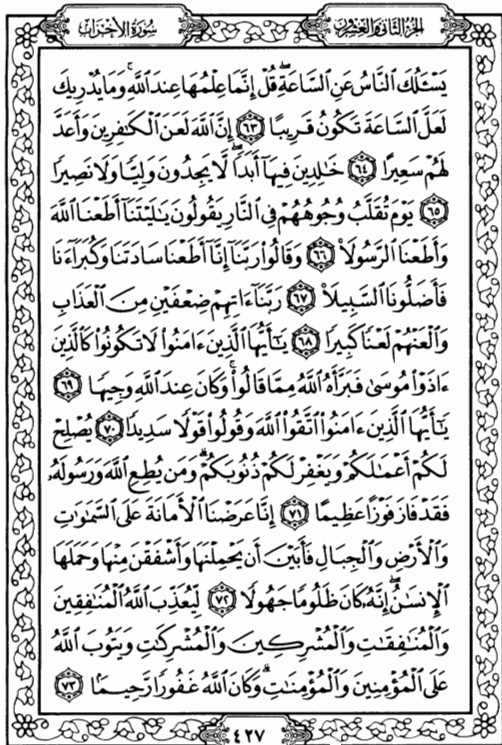 الجزء الثاني والعشرون
سورة الأحزاب
يَسْـَٔلُكَ ٱلنَّاسُ عَنِ ٱلسَّاعَةِۖ قُلْ إِنَّمَا عِلْمُهَا عِندَ ٱللَّهِۚ وَمَا يُدْرِيكَ
لَعَلَّ ٱلسَّاعَةَ تَكُونُ قَرِيبًا ٦٣ إِنَّ ٱللَّهَ لَعَنَ ٱلْكَٰفِرِينَ وَأَعَدَّ
لَهُمْ سَعِيرًا ٦٤ خَٰلِدِينَ فِيهَآ أَبَدًاۖ لَّا يَجِدُونَ وَلِيًّا وَلَا نَصِيرًا
٦٥ يَوْمَ تُقَلَّبُ وُجُوهُهُمْ فِى ٱلنَّارِ يَقُولُونَ يَٰلَيْتَنَآ أَطَعْنَا ٱللَّهَ
وَأَطَعْنَا ٱلرَّسُولَا۠ ٦٦ وَقَالُوا۟ رَبَّنَآ إِنَّآ أَطَعْنَا سَادَتَنَا وَكُبَرَآءَنَا
فَأَضَلُّونَا ٱلسَّبِيلَا۠ ٦٧ رَبَّنَآ ءَاتِهِمْ ضِعْفَيْنِ مِنَ ٱلْعَذَابِ
وَٱلْعَنْهُمْ لَعْنًا كَبِيرًا ٦٨ يَٰٓأَيُّهَا ٱلَّذِينَ ءَامَنُوا۟ لَا تَكُونُوا۟ كَٱلَّذِينَ
ءَاذَوْا۟ مُوسَىٰ فَبَرَّأَهُ ٱللَّهُ مِمَّا قَالُوا۟ۚ وَكَانَ عِندَ ٱللَّهِ وَجِيهًا ٦٩
يَٰٓأَيُّهَا ٱلَّذِينَ ءَامَنُوا۟ ٱتَّقُوا۟ ٱللَّهَ وَقُولُوا۟ قَوْلًا سَدِيدًا ٧٠ يُصْلِحْ
لَكُمْ أَعْمَٰلَكُمْ وَيَغْفِرْ لَكُمْ ذُنُوبَكُمْۗ وَمَن يُطِعِ ٱللَّهَ وَرَسُولَهُۥ
فَقَدْ فَازَ فَوْزًا عَظِيمًا ٧١ إِنَّا عَرَضْنَا ٱلْأَمَانَةَ عَلَى ٱلسَّمَٰوَٰتِ
وَٱلْأَرْضِ وَٱلْجِبَالِ فَأَبَيْنَ أَن يَحْمِلْنَهَا وَأَشْفَقْنَ مِنْهَا وَحَمَلَهَا
ٱلْإِنسَٰنُۖ إِنَّهُۥ كَانَ ظَلُومًا جَهُولًا ٧٢ لِّيُعَذِّبَ ٱللَّهُ ٱلْمُنَٰفِقِينَ
وَٱلْمُنَٰفِقَٰتِ وَٱلْمُشْرِكِينَ وَٱلْمُشْرِكَٰتِ وَيَتُوبَ ٱللَّهُ
عَلَى ٱلْمُؤْمِنِينَ وَٱلْمُؤْمِنَٰتِۗ وَكَانَ ٱللَّهُ غَفُورًا رَّحِيمًا ٧٣
٤٢٧